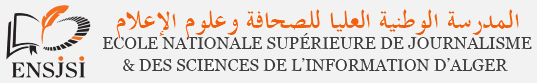 المدرسة الوطنية العليا للصحافة وعلوم الإعلام
ECOLE NATIONALE SUPÉRIEURE DE JOURNALISME
& DES SCIENCES DE L'INFORMATION D'ALGER
ENSJSI